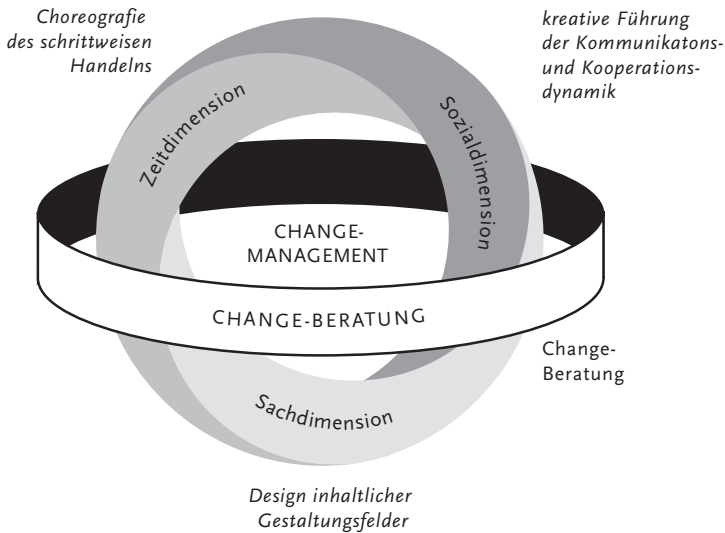 Choreografie
des schrittweisen
Handelns
kreative Führung
der Kommunikatons-
und Kooperations-
dynamik
Zeitdimension
Sozialdimension
CHANGE-
MANAGEMENT
CHANGE-BERATUNG
Change-
Beratung
Sachdimension
Design inhaltlicher
Gestaltungsfelder